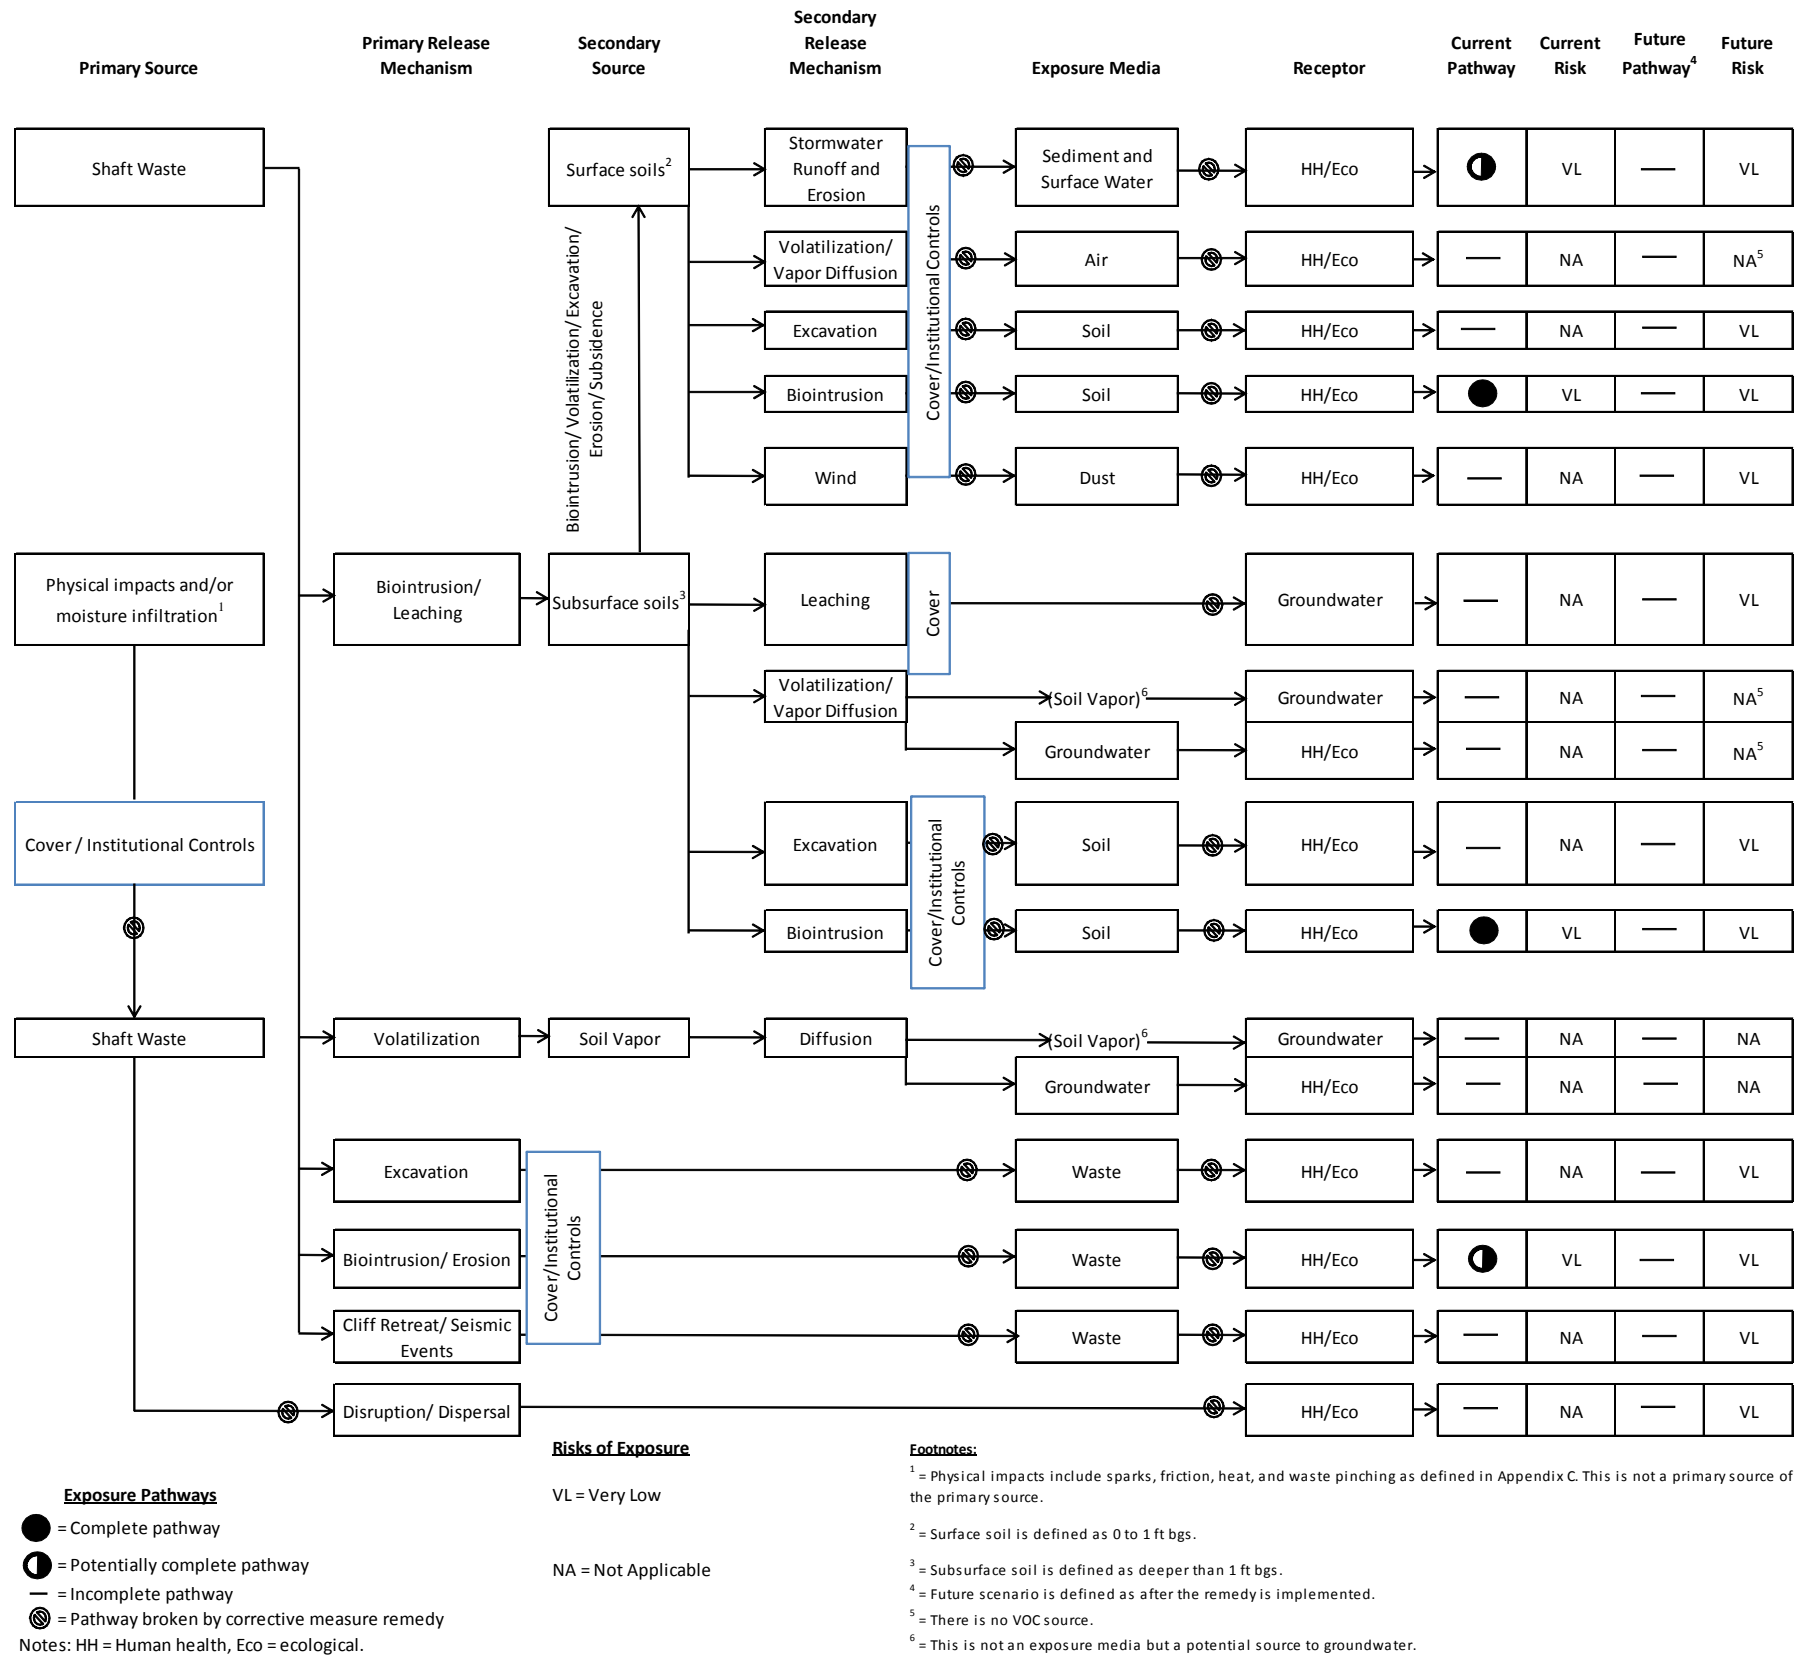 Primary Source
Primary Release
Mechanism
Secondary
Source
Secondary
Release
Mechanism
Exposure Media
Receptor
Current
Pathway
Current
Risk
Future
Pathway4
Future
Risk
Shaft Waste
Surface soils2
Stormwater
Runoff and
Erosion
Sediment and
Surface Water
HH/Eco
VL
—
VL
Volatilization/
Vapor Diffusion
Air
HH/Eco
—
NA
—
NA5
Excavation
Soil
HH/Eco
—
NA
—
VL
Biointrusion
Soil
HH/Eco
VL
—
VL
Wind
Dust
HH/Eco
—
NA
—
VL
Cover/Institutional Controls
Biointrusion/ Volatilization/ Excavation/
Erosion/ Subsidence
Physical impacts and/or
moisture infiltration1
Biointrusion/
Leaching
Subsurface soils3
Leaching
Cover
Groundwater
—
NA
—
VL
Volatilization/
Vapor Diffusion
(Soil Vapor)6
Groundwater
—
NA
—
NA5
Groundwater
HH/Eco
—
NA
—
NA5
Cover / Institutional Controls
Excavation
Soil
HH/Eco
—
NA
—
VL
Cover/Institutional
Controls
Biointrusion
Soil
HH/Eco
VL
—
VL
Shaft Waste
Volatilization
Soil Vapor
Diffusion
(Soil Vapor)6
Groundwater
—
NA
—
NA
Groundwater
HH/Eco
—
NA
—
NA
Excavation
Waste
HH/Eco
—
NA
—
VL
Cover/Institutional
Controls
Biointrusion/ Erosion
Waste
HH/Eco
VL
—
VL
Cliff Retreat/ Seismic
Events
Waste
HH/Eco
—
NA
—
VL
Disruption/ Dispersal
HH/Eco
—
NA
—
VL
Exposure Pathways
= Complete pathway
= Potentially complete pathway
— = Incomplete pathway
= Pathway broken by corrective measure remedy
Notes: HH = Human health, Eco = ecological.
Risks of Exposure
VL = Very Low
NA = Not Applicable
Footnotes:
1 = Physical impacts include sparks, friction, heat, and waste pinching as defined in Appendix C. This is not a primary source of
the primary source.
2 = Surface soil is defined as 0 to 1 ft bgs.
3 = Subsurface soil is defined as deeper than 1 ft bgs.
4 = Future scenario is defined as after the remedy is implemented.
5 = There is no VOC source.
6 = This is not an exposure media but a potential source to groundwater.